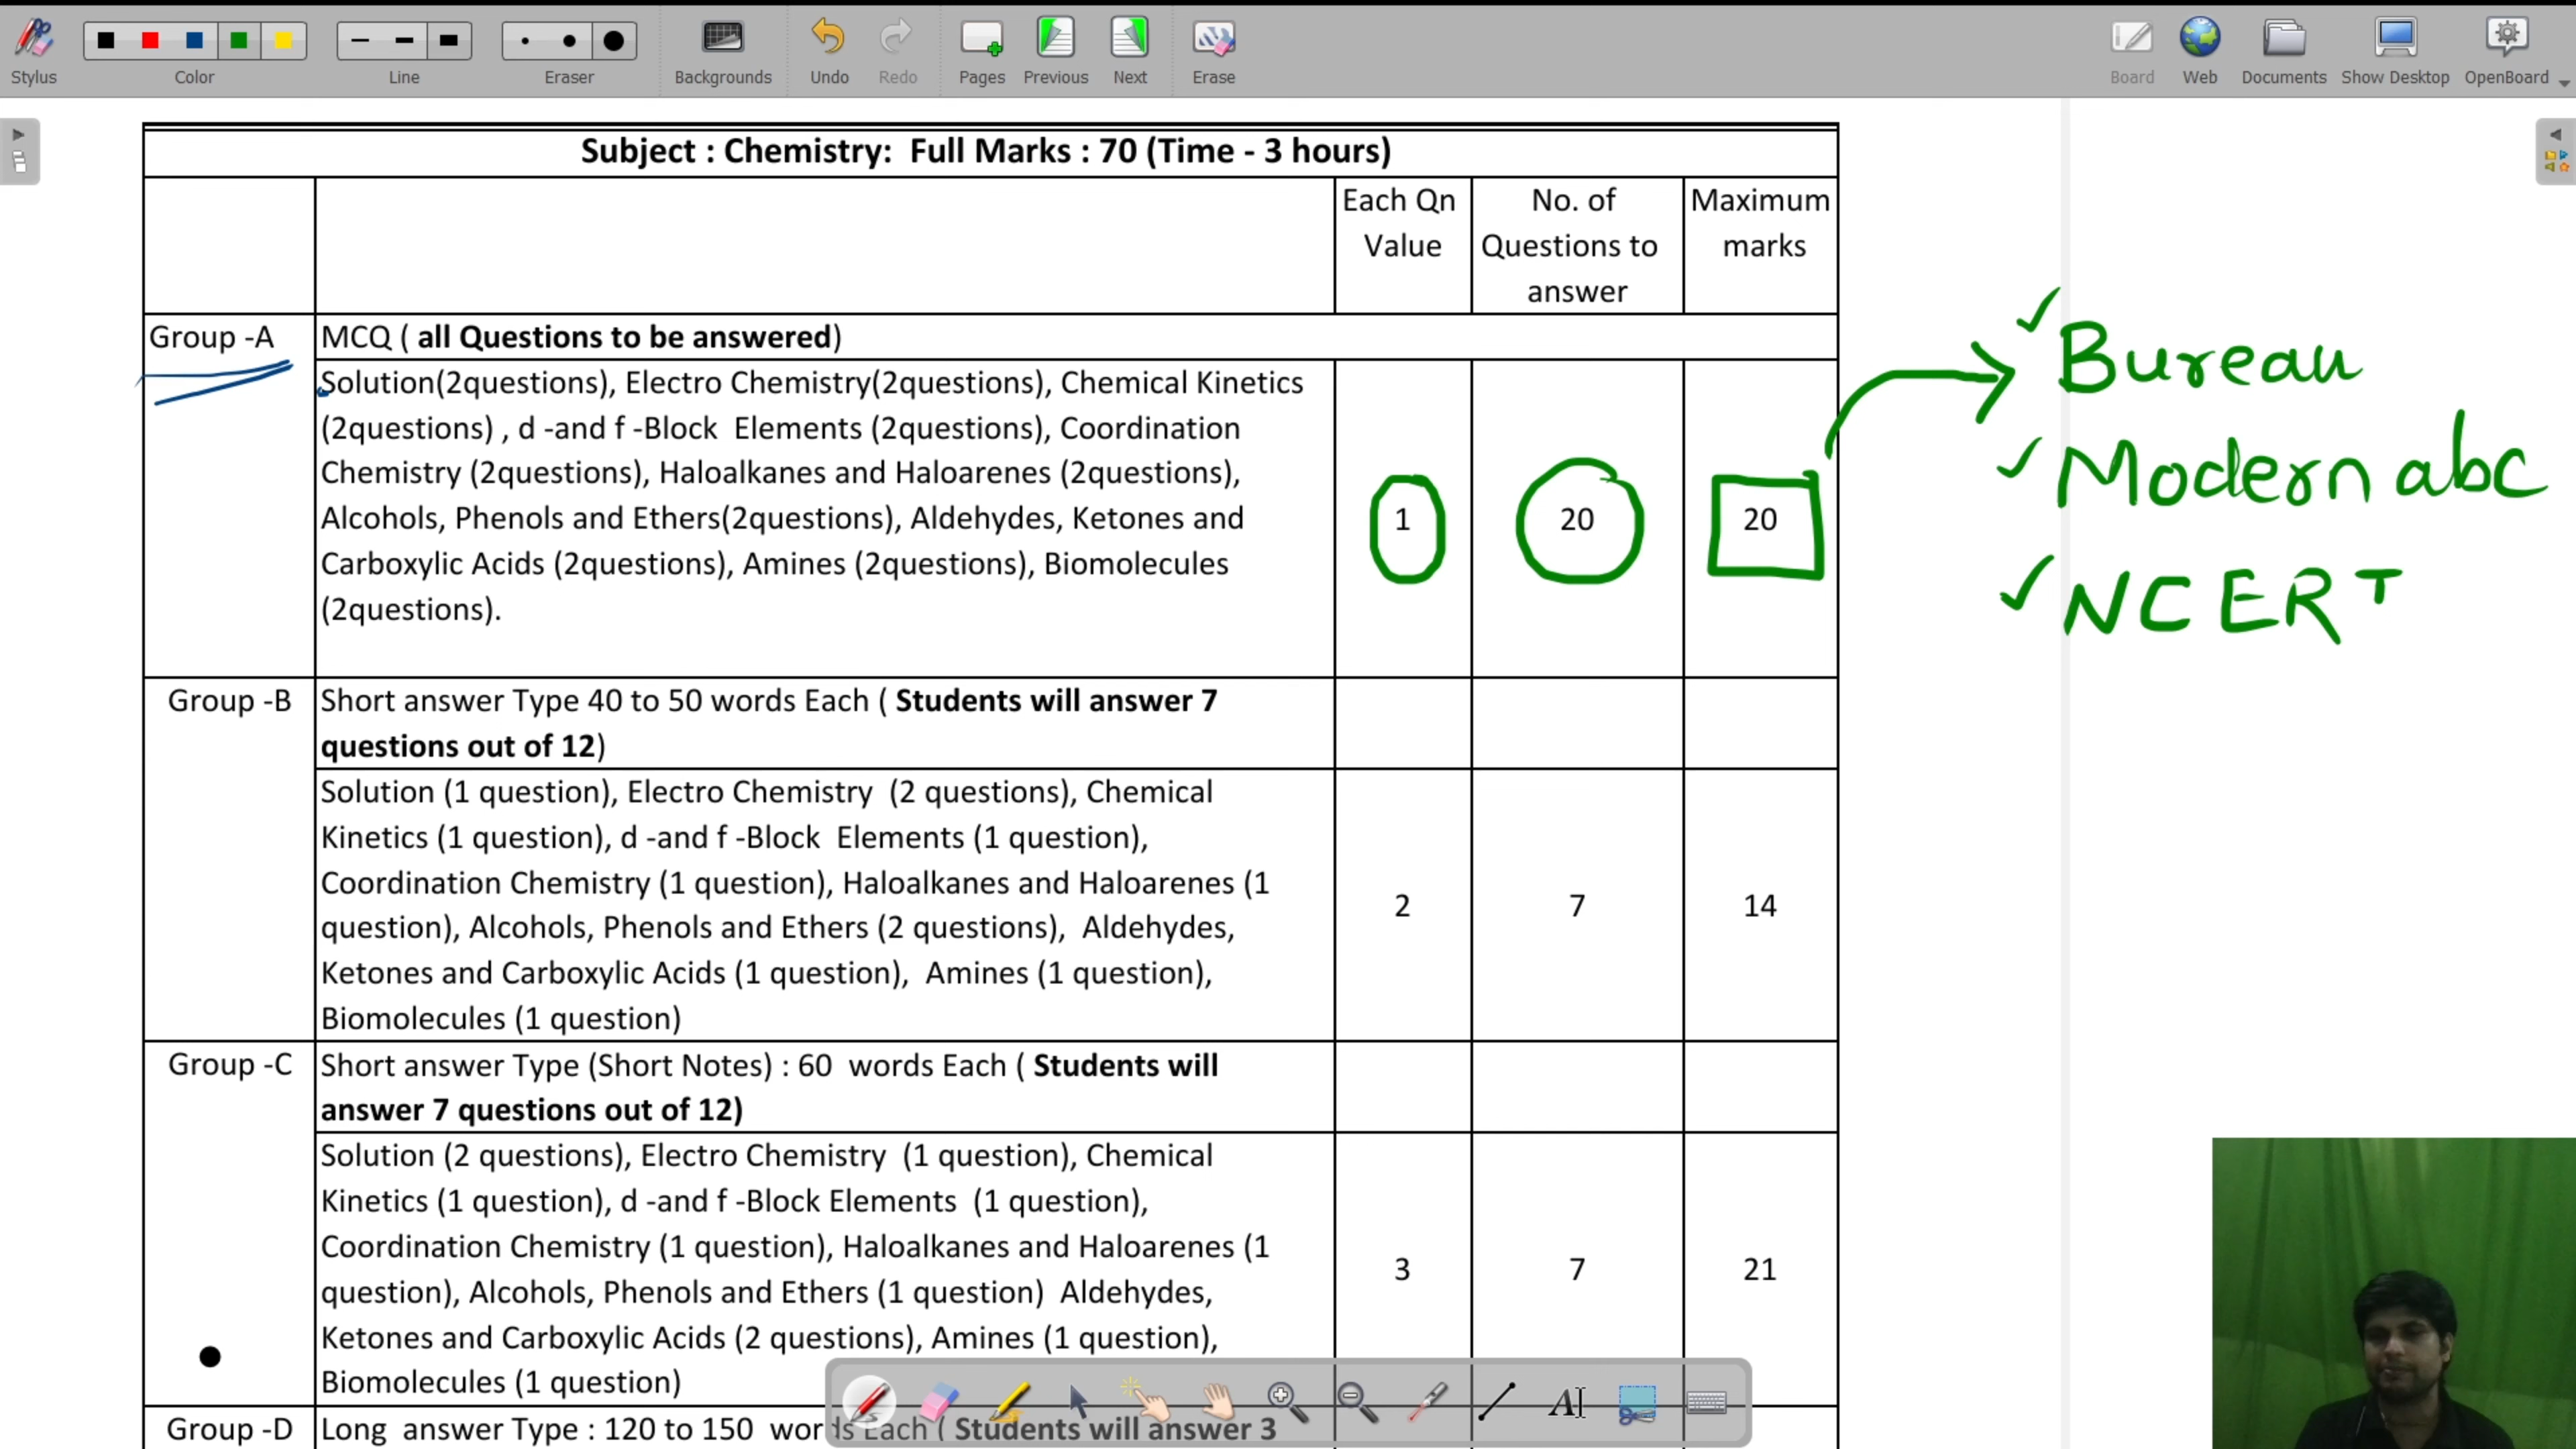 Stylus
Color
Line
Eraser
Backgrounds
Undo
Redo
Pages
Previous
Next
Erase
Board
Web
Documents
Show Desktop
OpenBoard
Subject : Chemistry: Full Marks : 70 (Time - 3 hours)
Each Qn
Value
No. of
Questions to
answer
Maximum
marks
Group -A
MCQ ( all Questions to be answered)
Solution(2questions), Electro Chemistry(2questions), Chemical Kinetics
(2questions) , d -and f -Block Elements (2questions), Coordination
Chemistry (2questions), Haloalkanes and Haloarenes (2questions),
Alcohols, Phenols and Ethers(2questions), Aldehydes, Ketones and
Carboxylic Acids (2questions), Amines (2questions), Biomolecules
(2questions).
1
20
20
Bureau
Modern abc
NCERT
Group -B
Short answer Type 40 to 50 words Each ( Students will answer 7
questions out of 12)
Solution (1 question), Electro Chemistry (2 questions), Chemical
Kinetics (1 question), d -and f -Block Elements (1 question),
Coordination Chemistry (1 question), Haloalkanes and Haloarenes (1
question), Alcohols, Phenols and Ethers (2 questions), Aldehydes,
Ketones and Carboxylic Acids (1 question), Amines (1 question),
Biomolecules (1 question)
2
7
14
Group -C
Short answer Type (Short Notes) : 60 words Each ( Students will
answer 7 questions out of 12)
Solution (2 questions), Electro Chemistry (1 question), Chemical
Kinetics (1 question), d -and f -Block Elements (1 question),
Coordination Chemistry (1 question), Haloalkanes and Haloarenes (1
question), Alcohols, Phenols and Ethers (1 question) Aldehydes,
Ketones and Carboxylic Acids (2 questions), Amines (1 question),
Biomolecules (1 question)
3
7
21
Group -D
Long answer Type : 120 to 150 words Each ( Students will answer 3